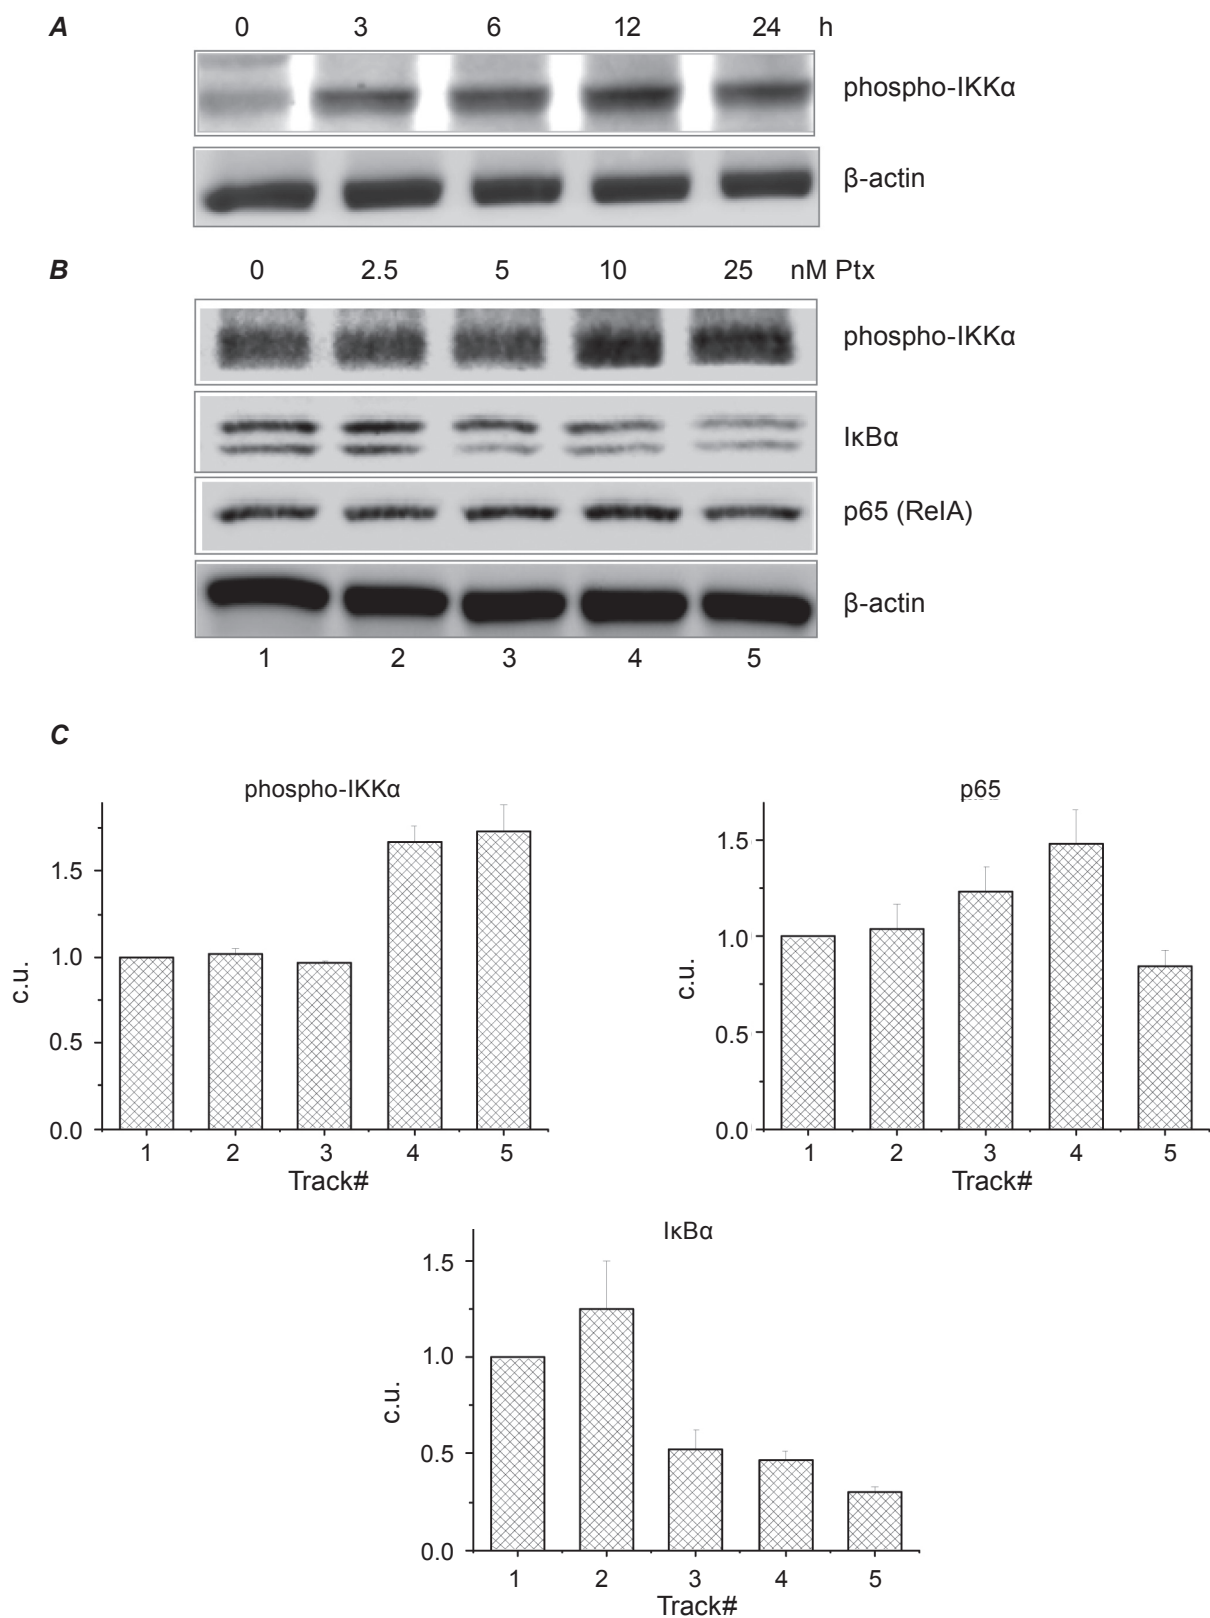 A 0 3 6 12 24 h
phospho-IKKα
β-actin
B 0 2.5 5 10 25 nM Ptx
phospho-IKKα
IκBα
p65 (RelA)
β-actin
1 2 3 4 5
C
phospho-IKKα
1.5
1.0
0.5
0.0
c.u.
1 2 3 4 5
Track#
p65
1.5
1.0
0.5
0.0
c.u.
1 2 3 4 5
Track#
IκBα
1.5
1.0
0.5
0.0
c.u.
1 2 3 4 5
Track#